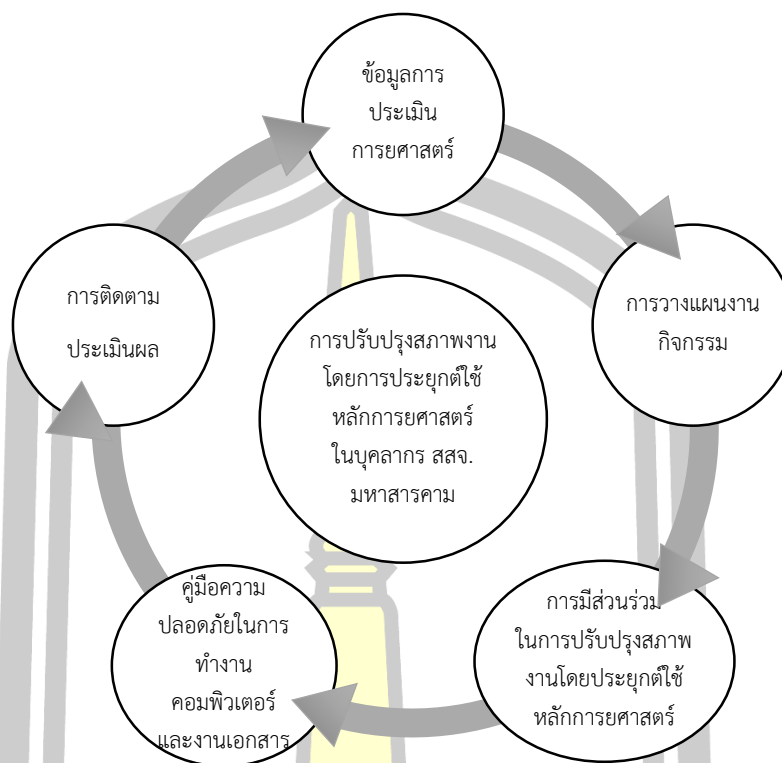 ข้อมูลการ
ประเมิน
การยศาสตร์
การวางแผนงาน
กิจกรรม
การมีส่วนร่วม
ในการปรับปรุงสภาพ
งานโดยประยุกต์ใช้
หลักการยศาสตร์
คู่มือความ
ปลอดภัยในการ
ทำงาน
คอมพิวเตอร์
และงานเอกสาร
การติดตาม
ประเมินผล
การปรับปรุงสภาพงาน
โดยการประยุกต์ใช้
หลักการยศาสตร์
ในบุคลากร สสจ.
มหาสารคาม